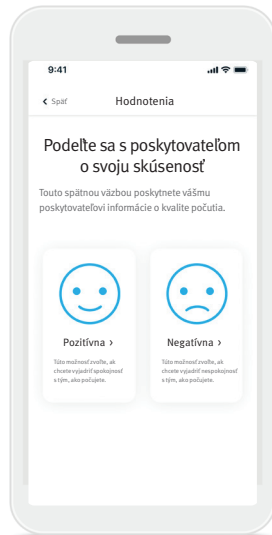 9:41
Späť
Hodnotenia
Podeľte sa s poskytovateľom
o svoju skúsenosť
Touto spätnou väzbou poskytnete vášmu
poskytovateľovi informácie o kvalite počutia.
Pozitívna
Túto možnosť zvoľte, ak
chcete vyjadriť spokojnosť
s tým, ako počujete.
Negatívna
Túto možnosť zvoľte, ak
chcete vyjadriť nespokojnosť
s tým, ako počujete.